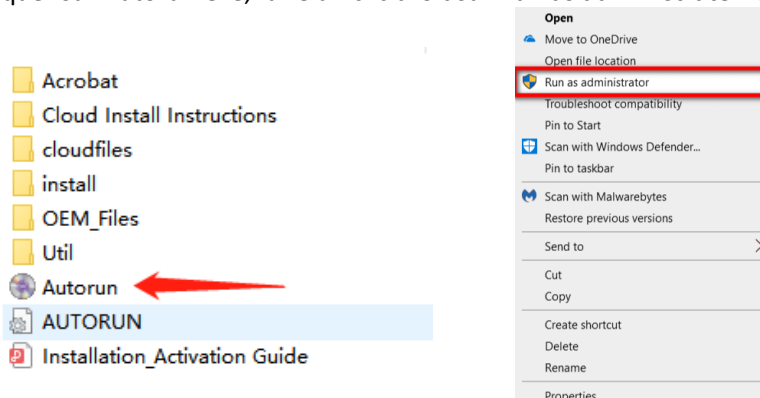 Acrobat
Cloud Install Instructions
cloudfiles
install
OEM_Files
Util
Autorun
AUTORUN
Installation_Activation Guide
Open
Move to OneDrive
Open file location
Run as administrator
Troubleshoot compatibility
Pin to Start
Scan with Windows Defender...
Pin to taskbar
Scan with Malwarebytes
Restore previous versions
Send to
Cut
Copy
Create shortcut
Delete
Rename
Properties